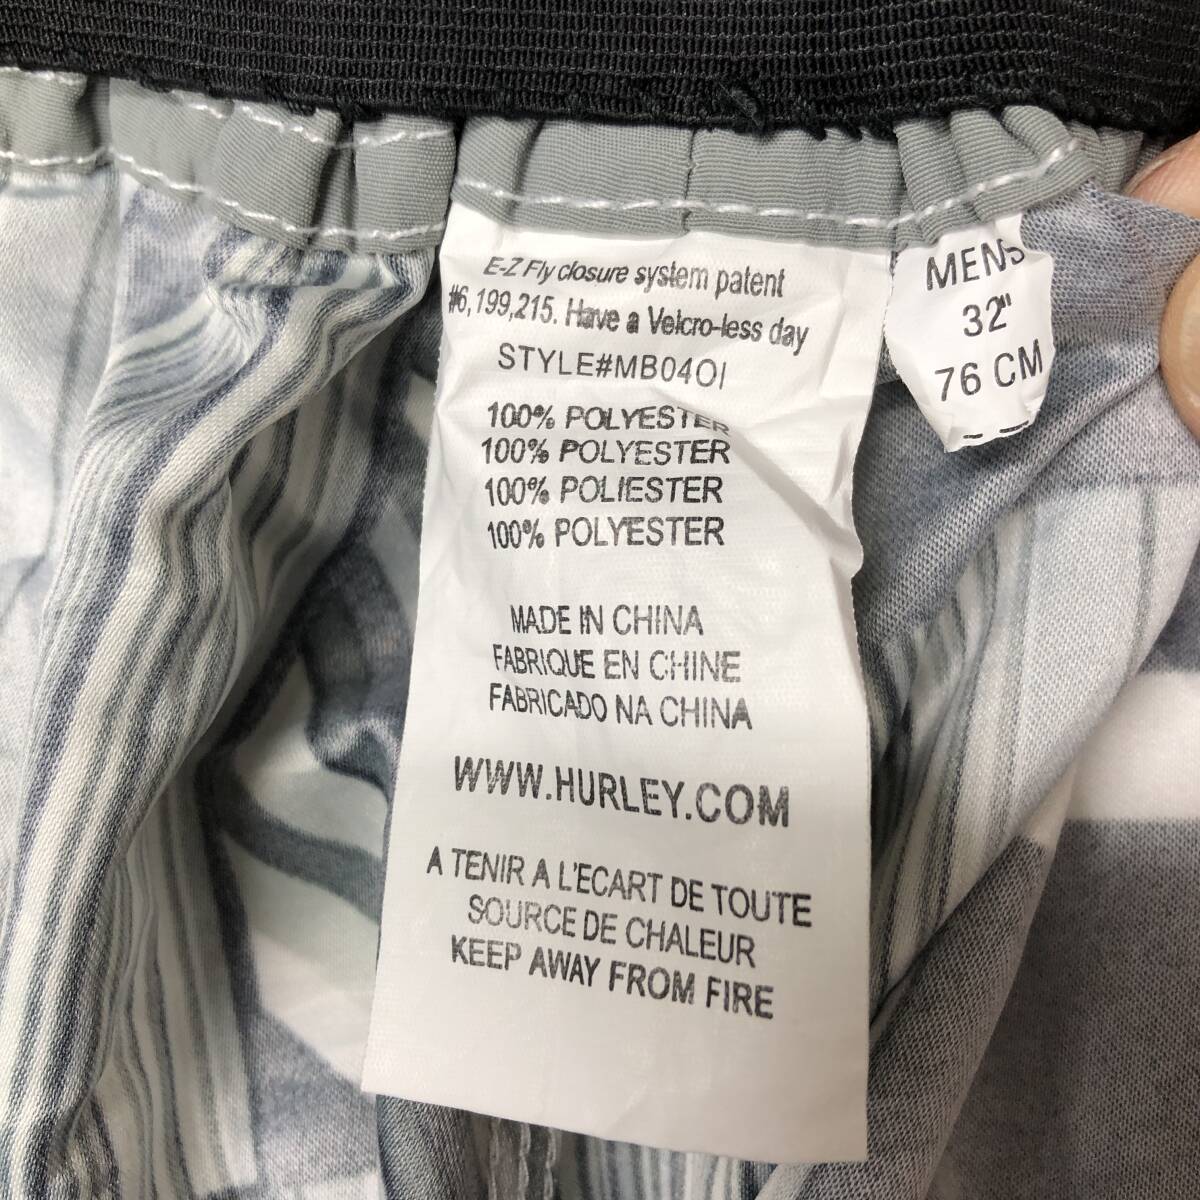 E-Z Fly closure system patent
#6,199,215. Have a Velcro-less day
STYLE#MB04OI
100% POLYESTER
100% POLYESTER
100% POLIESTER
100% POLYESTER
MADE IN CHINA
FABRIQUE EN CHINE
FABRICADO NA CHINA
WWW.HURLEY.COM
A TENIR A L'ECART DE TOUTE
SOURCE DE CHALEUR
KEEP AWAY FROM FIRE
MENS
32"
76 CM